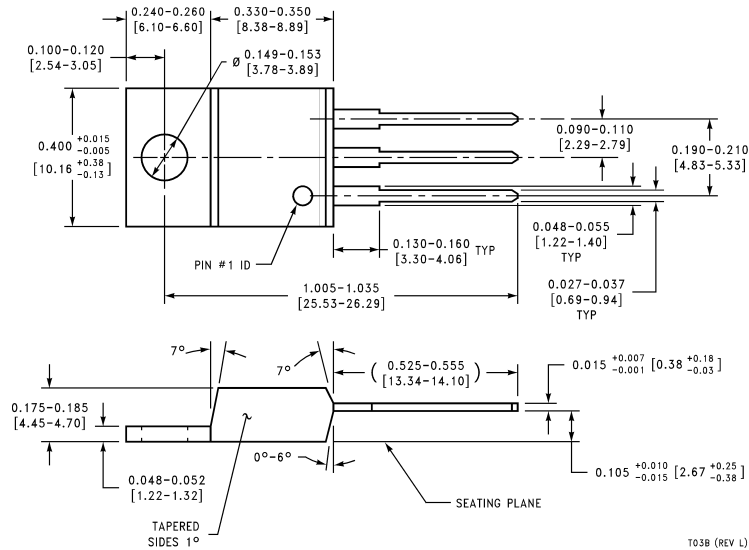 0.240-0.260
[6.10-6.60]
0.330-0.350
[8.38-8.89]
0.100-0.120
[2.54-3.05]
Ø 0.149-0.153
[3.78-3.89]
0.400 +0.015 -0.005
[10.16 +0.38 -0.13]
0.090-0.110
[2.29-2.79]
0.190-0.210
[4.83-5.33]
PIN #1 ID
0.130-0.160 TYP
[3.30-4.06]
0.048-0.055
[1.22-1.40]
TYP
1.005-1.035
[25.53-26.29]
0.027-0.037
[0.69-0.94]
TYP
7°
7°
(0.525-0.555)
[13.34-14.10]
0.015 +0.007 -0.001 [0.38 +0.18 -0.03]
0.175-0.185
[4.45-4.70]
0°-6°
0.105 +0.010 -0.015 [2.67 +0.25 -0.38]
0.048-0.052
[1.22-1.32]
SEATING PLANE
TAPERED
SIDES 1°
T03B (REV L)